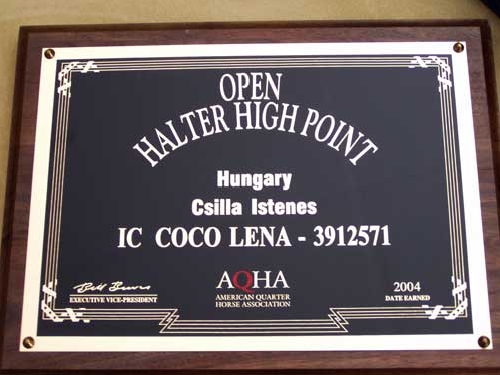 OPEN
HALTER HIGH POINT
Hungary
Csilla Istenes
IC COCO LENA - 3912571
AQHA
AMERICAN QUARTER
HORSE ASSOCIATION
EXECUTIVE VICE-PRESIDENT
2004
DATE EARNED